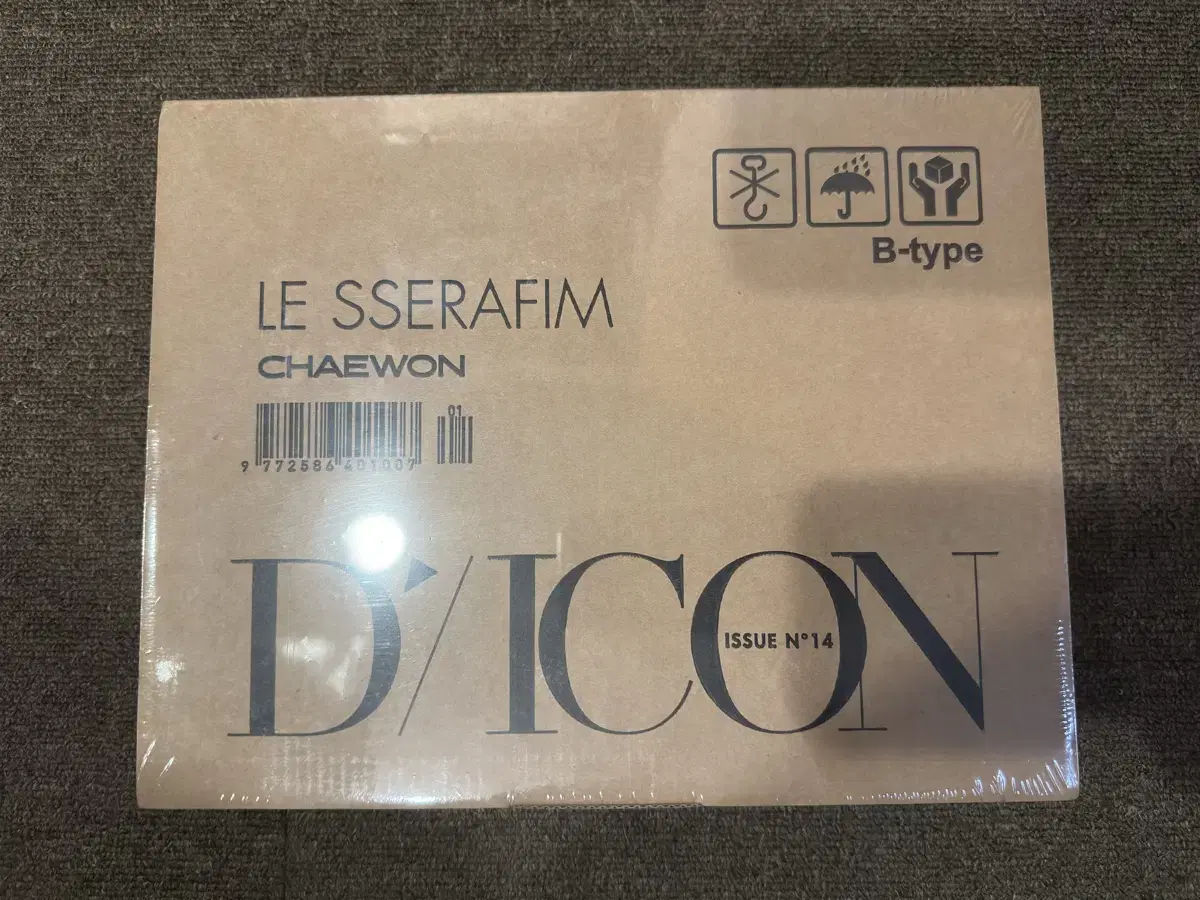 B-type
LE SSERAFIM
CHAEWON
01
9 772586 401007
D'/ICON
ISSUE N°14